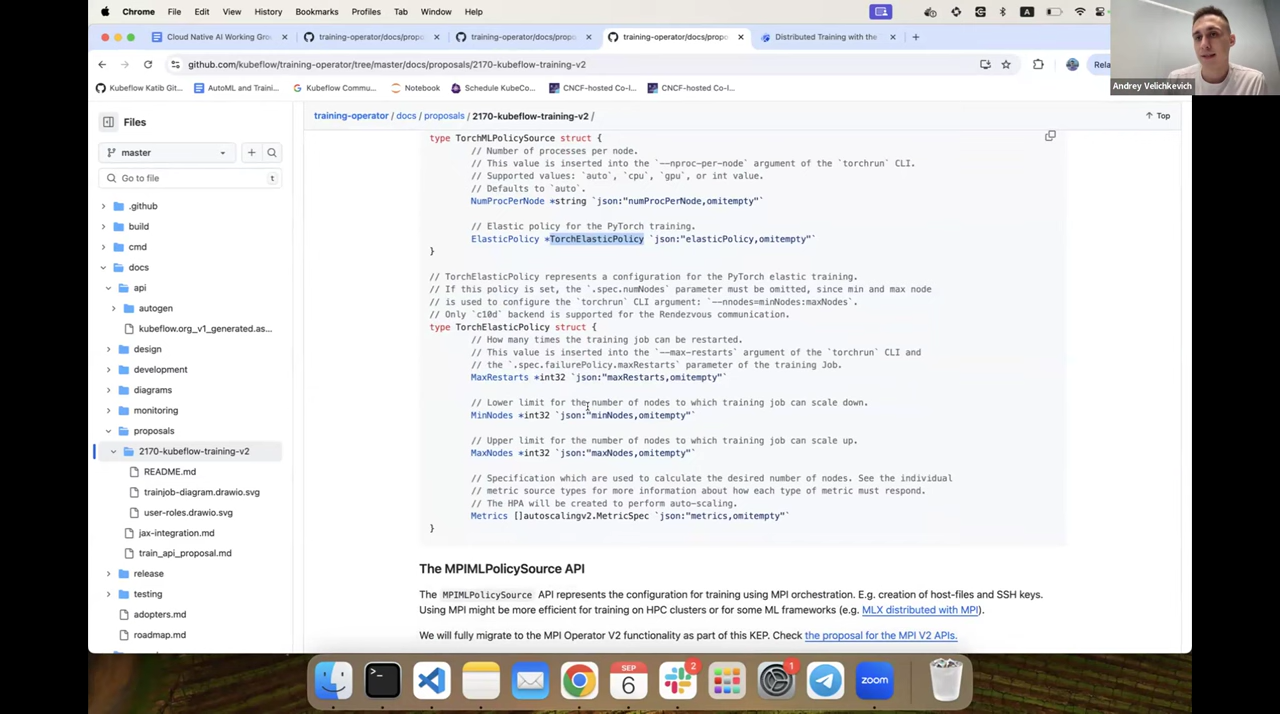 Chrome File Edit View History Bookmarks Profiles Tab Window Help
A
Cloud Native AI Working Gro
training-operator/docs/propo
training-operator/docs/propo
training-operator/docs/propo
Distributed Training with the
github.com/kubeflow/training-operator/tree/master/docs/proposals/2170-kubeflow-training-v2
Rela
Andrey Velichkevich
Kubeflow Katib Git...
AutoML and Traini...
Kubeflow Commu...
Notebook
Schedule KubeCo...
CNCF-hosted Co-l...
CNCF-hosted Co-l...
Files
training-operator / docs / proposals / 2170-kubeflow-training-v2 /
Top
master
Go to file
t
.github
build
cmd
docs
api
autogen
kubeflow.org_v1_generated.as...
design
development
diagrams
monitoring
proposals
2170-kubeflow-training-v2
README.md
trainjob-diagram.drawio.svg
user-roles.drawio.svg
jax-integration.md
train_api_proposal.md
release
testing
adopters.md
roadmap.md
type TorchMLPolicySource struct {
// Number of processes per node.
// This value is inserted into the `--nproc-per-node` argument of the `torchrun` CLI.
// Supported values: `auto`, `cpu`, `gpu`, or int value.
// Defaults to `auto`.
NumProcPerNode *string `json:"numProcPerNode,omitempty"`
// Elastic policy for the PyTorch training.
ElasticPolicy *TorchElasticPolicy `json:"elasticPolicy,omitempty"`
}
// TorchElasticPolicy represents a configuration for the PyTorch elastic training.
// If this policy is set, the `.spec.numNodes` parameter must be omitted, since min and max node
// is used to configure the `torchrun` CLI argument: `--nnodes=minNodes:maxNodes`.
// Only `c10d` backend is supported for the Rendezvous communication.
type TorchElasticPolicy struct {
// How many times the training job can be restarted.
// This value is inserted into the `--max-restarts` argument of the `torchrun` CLI and
// the `.spec.failurePolicy.maxRestarts` parameter of the training Job.
MaxRestarts *int32 `json:"maxRestarts,omitempty"`
// Lower limit for the number of nodes to which training job can scale down.
MinNodes *int32 `json:"minNodes,omitempty"`
// Upper limit for the number of nodes to which training job can scale up.
MaxNodes *int32 `json:"maxNodes,omitempty"`
// Specification which are used to calculate the desired number of nodes. See the individual
// metric source types for more information about how each type of metric must respond.
// The HPA will be created to perform auto-scaling.
Metrics []autoscalingv2.MetricSpec `json:"metrics,omitempty"`
}
The MPIMLPolicySource API
The MPIMLPolicySource API represents the configuration for training using MPI orchestration. E.g. creation of host-files and SSH keys.
Using MPI might be more efficient for training on HPC clusters or for some ML frameworks (e.g. MLX distributed with MPI).
We will fully migrate to the MPI Operator V2 functionality as part of this KEP. Check the proposal for the MPI V2 APIs.
SEP
6
2
1
zoom